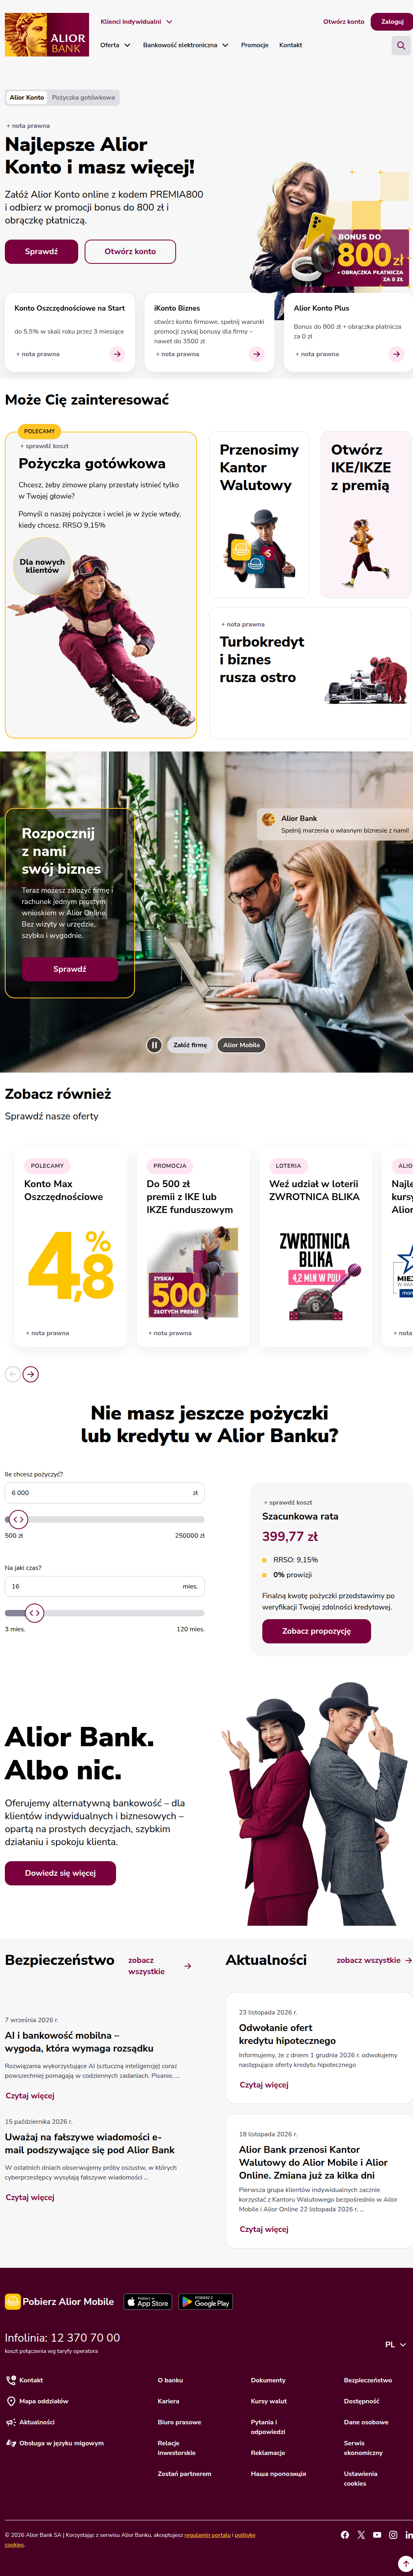 ALIOR
BANK
Klienci indywidualni
Otwórz konto
Zaloguj
Oferta
Bankowość elektroniczna
Promocje
Kontakt
Alior Konto
Pożyczka gotówkowa
+ nota prawna
Najlepsze Alior
Konto i masz więcej!
Załóż Alior Konto online z kodem PREMIA800
i odbierz w promocji bonus do 800 zł i
obrączkę płatniczą.
Sprawdź
Otwórz konto
BONUS DO
800 zł
+ OBRĄCZKA PŁATNICZA
ZA 0 ZŁ
Konto Oszczędnościowe na Start
do 5,5% w skali roku przez 3 miesiące
+ nota prawna
iKonto Biznes
otwórz konto firmowe, spełnij warunki
promocji zyskaj bonusy dla firmy –
nawet do 3500 zł
+ nota prawna
Alior Konto Plus
Bonus do 800 zł + obrączka płatnicza
za 0 zł
+ nota prawna
Może Cię zainteresować
POLECAMY
+ sprawdź koszt
Pożyczka gotówkowa
Chcesz, żeby zimowe plany przestały istnieć tylko
w Twojej głowie?
Pomyśl o naszej pożyczce i wciel je w życie wtedy,
kiedy chcesz. RRSO 9,15%
Dla nowych
klientów
Przenosimy
Kantor
Walutowy
Otwórz
IKE/IKZE
z premią
+ nota prawna
Turbokredyt
i biznes
rusza ostro
Rozpocznij
z nami
swój biznes
Teraz możesz założyć firmę i
rachunek jednym prostym
wnioskiem w Alior Online.
Bez wizyty w urzędzie,
szybko i wygodnie.
Sprawdź
Alior Bank
Spełnij marzenia o własnym biznesie z nami!
Załóż firmę
Alior Mobile
Zobacz również
Sprawdź nasze oferty
POLECAMY
Konto Max
Oszczędnościowe
4,8%
+ nota prawna
PROMOCJA
Do 500 zł
premii z IKE lub
IKZE funduszowym
ZYSKAJ
500
ZŁOTYCH PREMII
+ nota prawna
LOTERIA
Weź udział w loterii
ZWROTNICA BLIKA
ZWROTNICA
BLIKA
4,2 MLN W PULI
+ nota
Nie masz jeszcze pożyczki
lub kredytu w Alior Banku?
Ile chcesz pożyczyć?
6 000
zł
500 zł
250000 zł
Na jaki czas?
16
mies.
3 mies.
120 mies.
+ sprawdź koszt
Szacunkowa rata
399,77 zł
RRSO: 9,15%
0% prowizji
Finalną kwotę pożyczki przedstawimy po
weryfikacji Twojej zdolności kredytowej.
Zobacz propozycję
Alior Bank.
Albo nic.
Oferujemy alternatywną bankowość – dla
klientów indywidualnych i biznesowych –
opartą na prostych decyzjach, szybkim
działaniu i spokoju klienta.
Dowiedz się więcej
Bezpieczeństwo
zobacz
wszystkie
7 września 2026 r.
AI i bankowość mobilna –
wygoda, która wymaga rozsądku
Rozwiązania wykorzystujące AI (sztuczną inteligencję) coraz
powszechniej pomagają w codziennych zadaniach. Pisanie, ...
Czytaj więcej
15 października 2026 r.
Uważaj na fałszywe wiadomości e-
mail podszywające się pod Alior Bank
W ostatnich dniach obserwujemy próby oszustw, w których
cyberprzestępcy wysyłają fałszywe wiadomości ...
Czytaj więcej
Aktualności
zobacz wszystkie
23 listopada 2026 r.
Odwołanie ofert
kredytu hipotecznego
Informujemy, że z dniem 1 grudnia 2026 r. odwołujemy
następujące oferty kredytu hipotecznego
Czytaj więcej
18 listopada 2026 r.
Alior Bank przenosi Kantor
Walutowy do Alior Mobile i Alior
Online. Zmiana już za kilka dni
Pierwsza grupa klientów indywidualnych zacznie
korzystać z Kantoru Walutowego bezpośrednio w Alior
Mobile i Alior Online 22 listopada 2026 r. ...
Czytaj więcej
Pobierz Alior Mobile
Pobierz w
App Store
POBIERZ Z
Google Play
Infolinia: 12 370 70 00
koszt połączenia wg taryfy operatora
PL
Kontakt
Mapa oddziałów
Aktualności
Obsługa w języku migowym
O banku
Kariera
Biuro prasowe
Relacje
inwestorskie
Zostań partnerem
Dokumenty
Kursy walut
Pytania i
odpowiedzi
Reklamacje
Наша пропозиція
Bezpieczeństwo
Dostępność
Dane osobowe
Serwis
ekonomiczny
Ustawienia
cookies
© 2026 Alior Bank SA | Korzystając z serwisu Alior Banku, akceptujesz regulamin portalu i politykę
cookies.